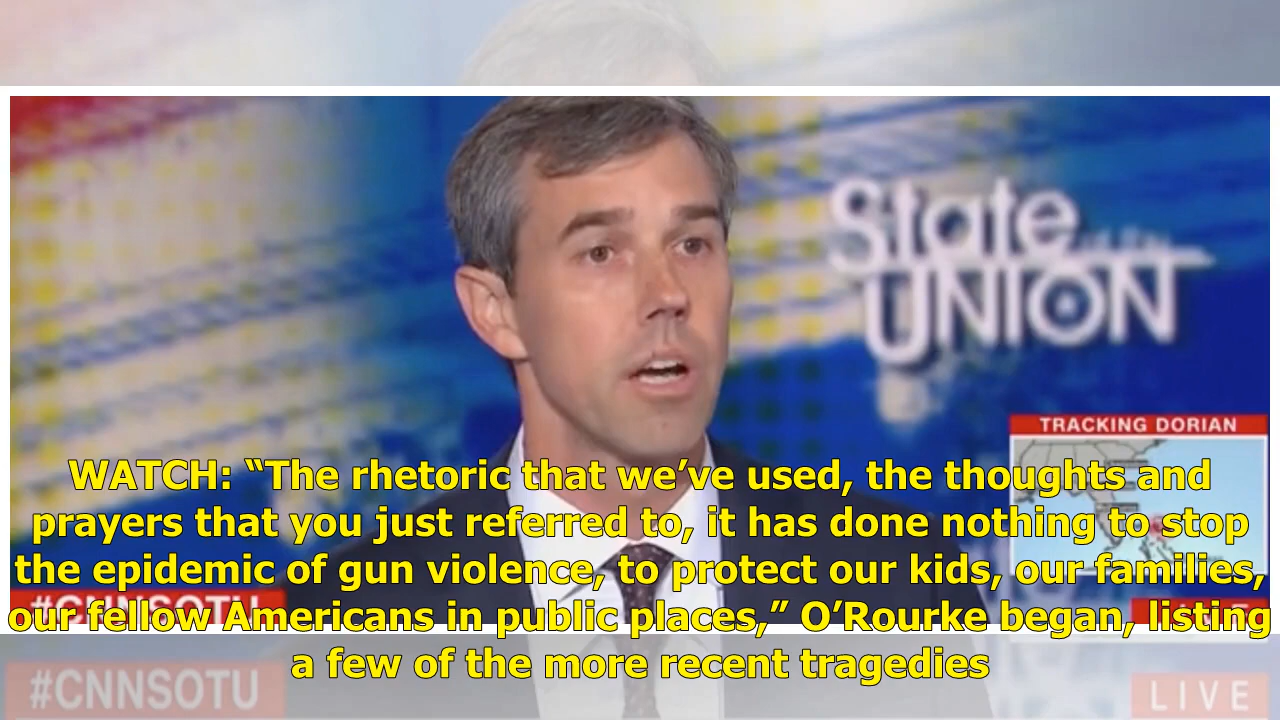 State
UNION
TRACKING DORIAN
WATCH: “The rhetoric that we’ve used, the thoughts and
prayers that you just referred to, it has done nothing to stop
the epidemic of gun violence, to protect our kids, our families,
our fellow Americans in public places,” O’Rourke began, listing
a few of the more recent tragedies
#CNNSOTU
#CNNSOTU
LIVE